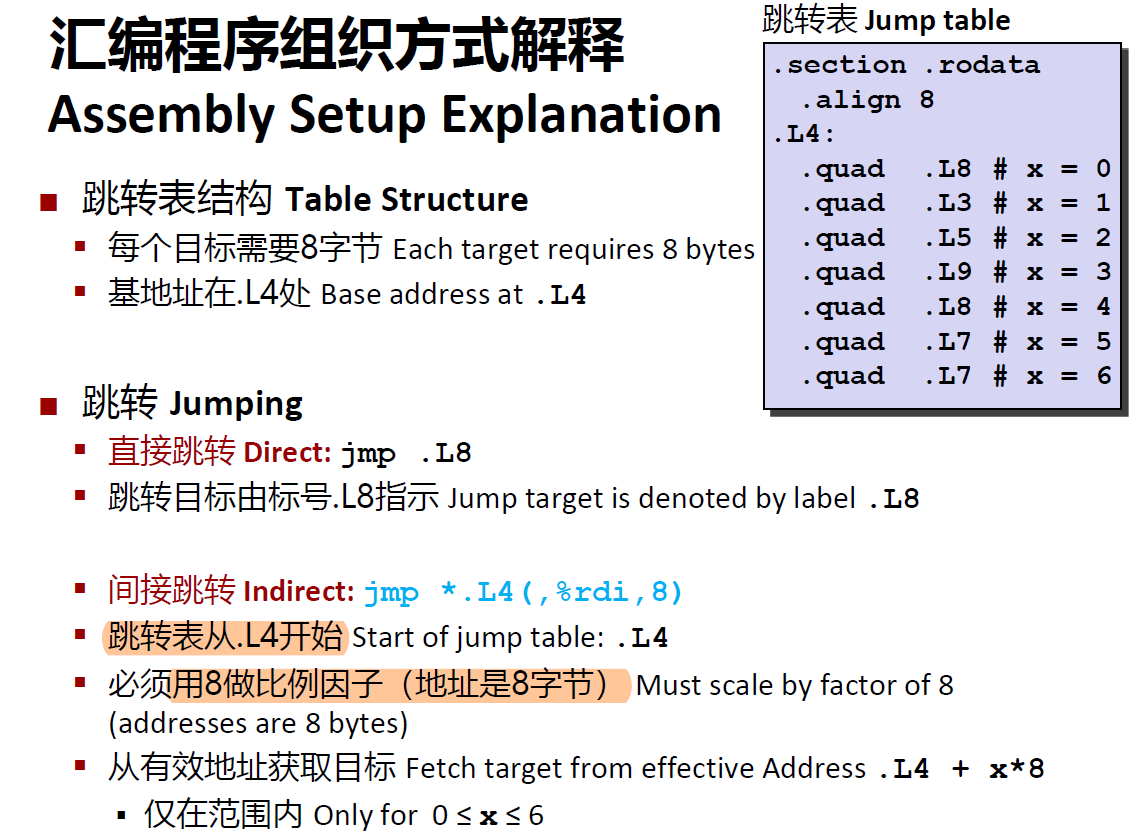 汇编程序组织方式解释
Assembly Setup Explanation
跳转表 Jump table
.section .rodata
.align 8
.L4:
.quad .L8 # x = 0
.quad .L3 # x = 1
.quad .L5 # x = 2
.quad .L9 # x = 3
.quad .L8 # x = 4
.quad .L7 # x = 5
.quad .L7 # x = 6
■ 跳转表结构 Table Structure
▪ 每个目标需要8字节 Each target requires 8 bytes
▪ 基地址在.L4处 Base address at .L4
■ 跳转 Jumping
▪ 直接跳转 Direct: jmp .L8
▪ 跳转目标由标号.L8指示 Jump target is denoted by label .L8
▪ 间接跳转 Indirect: jmp *.L4(,%rdi,8)
▪ 跳转表从.L4开始 Start of jump table: .L4
▪ 必须用8做比例因子（地址是8字节） Must scale by factor of 8
(addresses are 8 bytes)
▪ 从有效地址获取目标 Fetch target from effective Address .L4 + x*8
▪ 仅在范围内 Only for 0 ≤ x ≤ 6